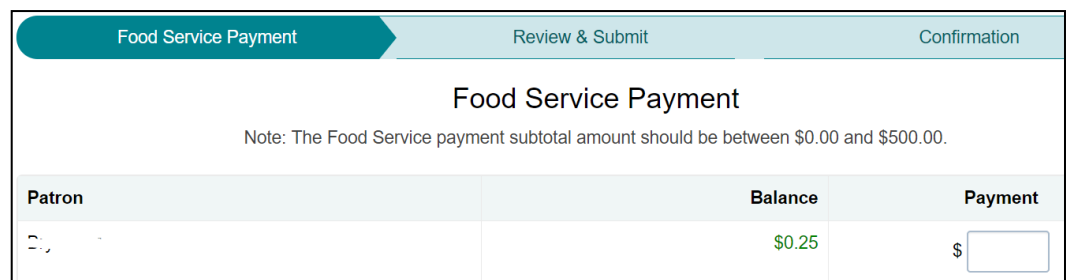 Food Service Payment Review & Submit Confirmation
Food Service Payment
Note: The Food Service payment subtotal amount should be between $0.00 and $500.00.
Patron Balance Payment
$0.25 $